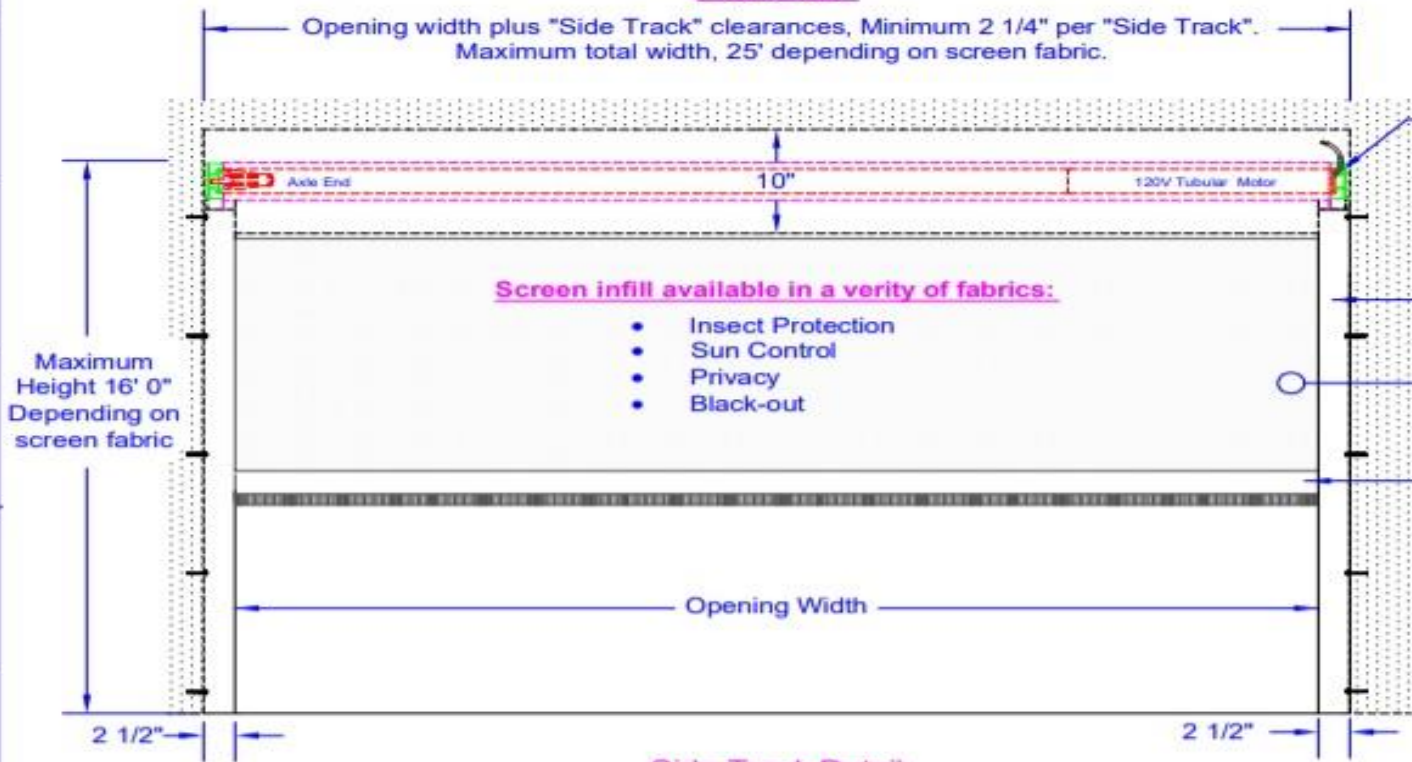 Opening width plus "Side Track" clearances, Minimum 2 1/4" per "Side Track".
Maximum total width, 25' depending on screen fabric.
Axle End
10"
120V Tubular Motor
Screen infill available in a verity of fabrics:
• Insect Protection
• Sun Control
• Privacy
• Black-out
Maximum
Height 16' 0"
Depending on
screen fabric
Opening Width
2 1/2"
2 1/2"
Side Track Detail